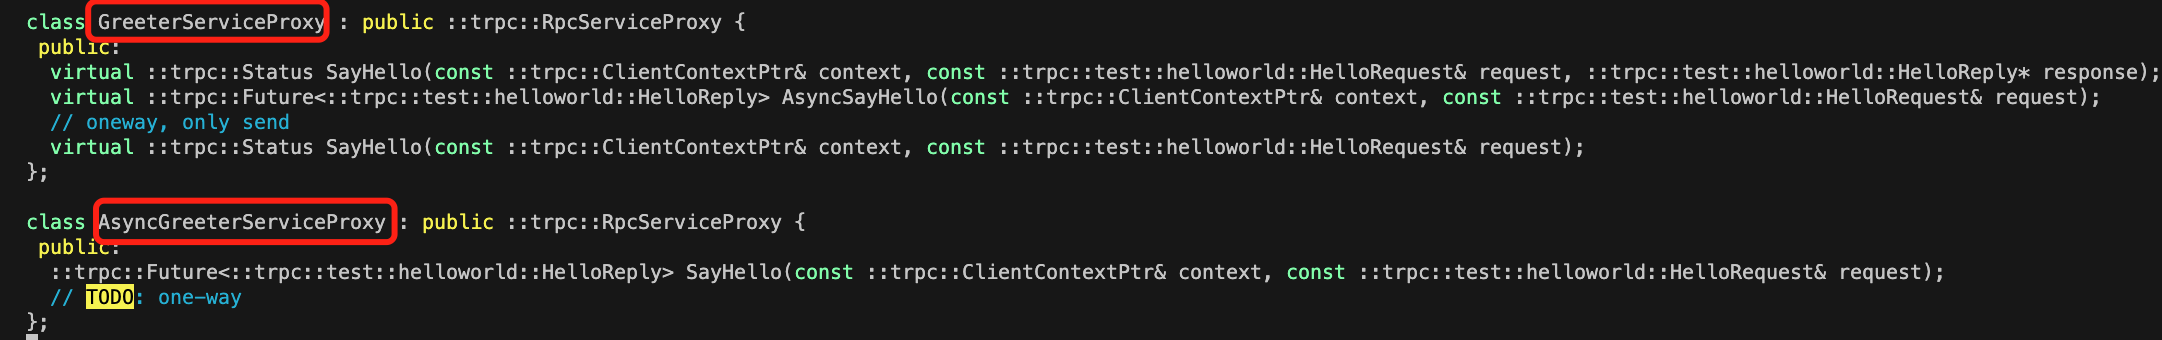 class GreeterServiceProxy : public ::trpc::RpcServiceProxy {
public:
virtual ::trpc::Status SayHello(const ::trpc::ClientContextPtr& context, const ::trpc::test::helloworld::HelloRequest& request, ::trpc::test::helloworld::HelloReply* response);
virtual ::trpc::Future<::trpc::test::helloworld::HelloReply> AsyncSayHello(const ::trpc::ClientContextPtr& context, const ::trpc::test::helloworld::HelloRequest& request);
// oneway, only send
virtual ::trpc::Status SayHello(const ::trpc::ClientContextPtr& context, const ::trpc::test::helloworld::HelloRequest& request);
};
class AsyncGreeterServiceProxy : public ::trpc::RpcServiceProxy {
public:
::trpc::Future<::trpc::test::helloworld::HelloReply> SayHello(const ::trpc::ClientContextPtr& context, const ::trpc::test::helloworld::HelloRequest& request);
// TODO: one-way
};